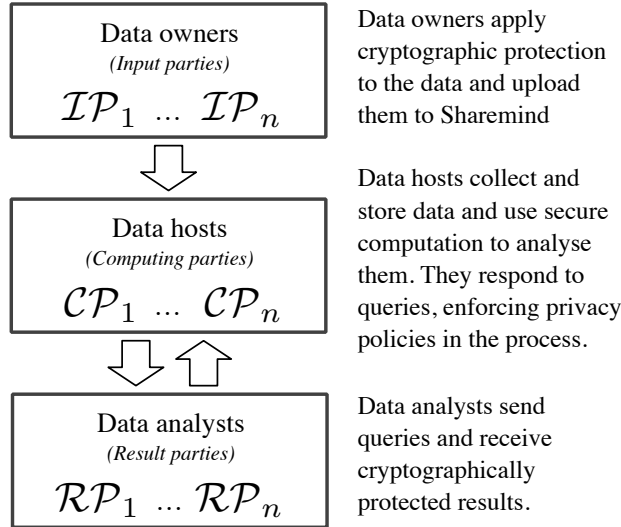 Data owners
(Input parties)
𝓘𝓟₁ ... 𝓘𝓟ₙ
Data owners apply
cryptographic protection
to the data and upload
them to Sharemind
Data hosts
(Computing parties)
𝓒𝓟₁ ... 𝓒𝓟ₙ
Data hosts collect and
store data and use secure
computation to analyse
them. They respond to
queries, enforcing privacy
policies in the process.
Data analysts
(Result parties)
𝓡𝓟₁ ... 𝓡𝓟ₙ
Data analysts send
queries and receive
cryptographically
protected results.